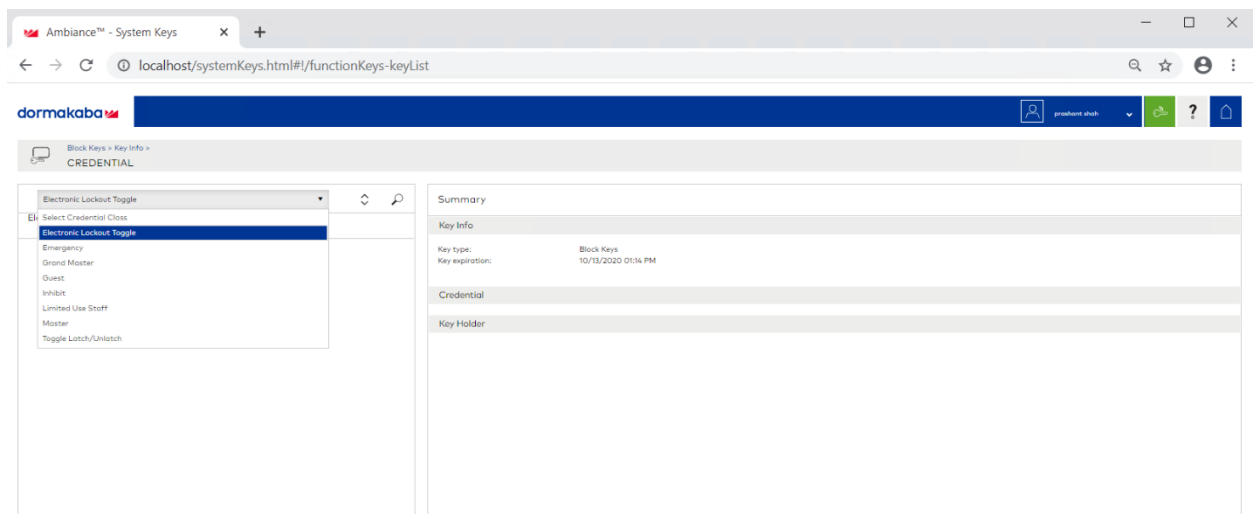 Ambiance™ - System Keys
localhost/systemKeys.html#!/functionKeys-keyList
dormakaba
prashant shah
?
Block Keys > Key Info >
CREDENTIAL
Electronic Lockout Toggle
Select Credential Class
Electronic Lockout Toggle
Emergency
Grand Master
Guest
Inhibit
Limited Use Staff
Master
Toggle Latch/Unlatch
Summary
Key Info
Key type: Block Keys
Key expiration: 10/13/2020 01:14 PM
Credential
Key Holder